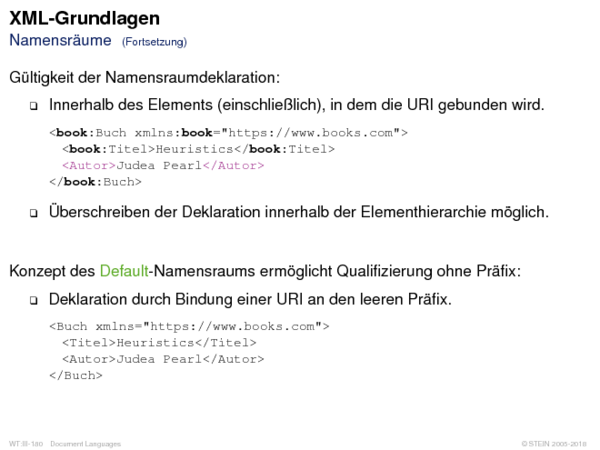 XML-Grundlagen
Namensräume (Fortsetzung)
Gültigkeit der Namensraumdeklaration:
❑ Innerhalb des Elements (einschließlich), in dem die URI gebunden wird.
<book:Buch xmlns:book="https://www.books.com">
<book:Titel>Heuristics</book:Titel>
<Autor>Judea Pearl</Autor>
</book:Buch>
❑ Überschreiben der Deklaration innerhalb der Elementhierarchie möglich.
Konzept des Default-Namensraums ermöglicht Qualifizierung ohne Präfix:
❑ Deklaration durch Bindung einer URI an den leeren Präfix.
<Buch xmlns="https://www.books.com">
<Titel>Heuristics</Titel>
<Autor>Judea Pearl</Autor>
</Buch>
WT:III-180 Document Languages © STEIN 2005-2018